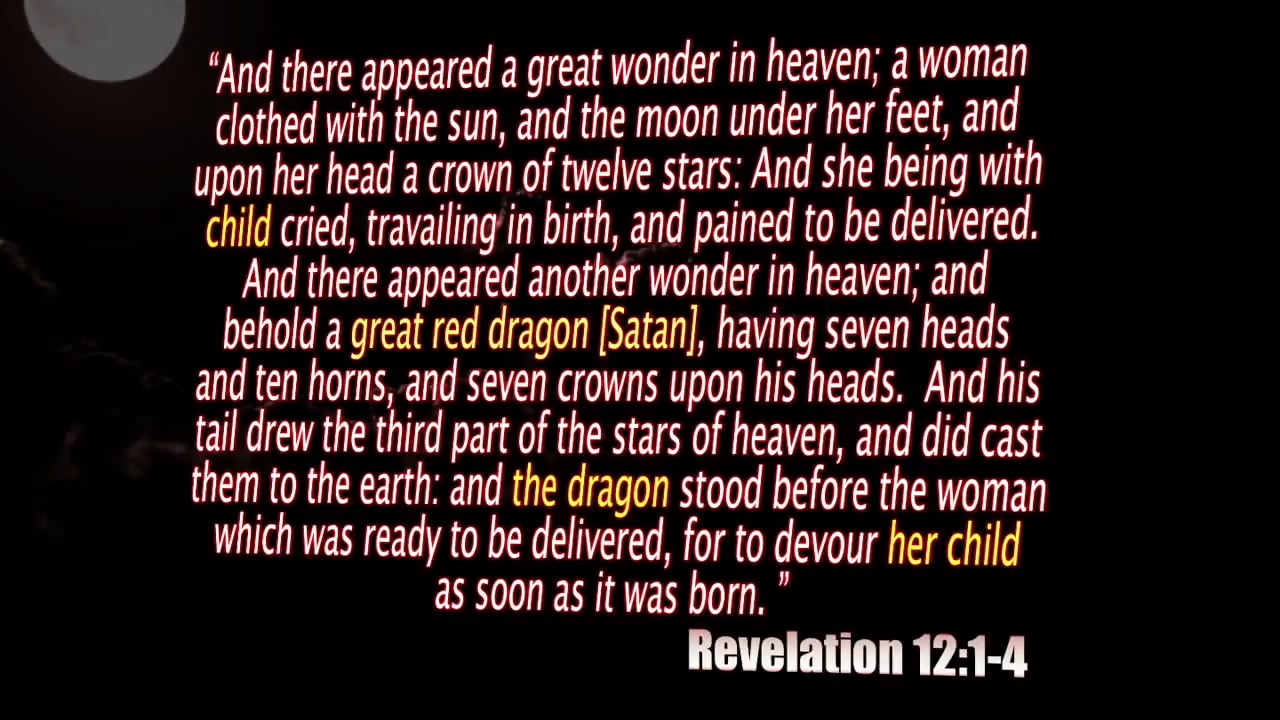 “And there appeared a great wonder in heaven; a woman
clothed with the sun, and the moon under her feet, and
upon her head a crown of twelve stars: And she being with
child cried, travailing in birth, and pained to be delivered.
And there appeared another wonder in heaven; and
behold a great red dragon [Satan], having seven heads
and ten horns, and seven crowns upon his heads.  And his
tail drew the third part of the stars of heaven, and did cast
them to the earth: and the dragon stood before the woman
which was ready to be delivered, for to devour her child
as soon as it was born. ”
Revelation 12:1-4